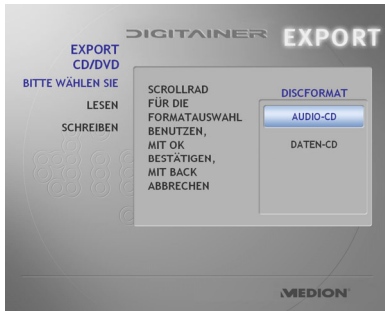 DIGITAINER
EXPORT
EXPORT
CD/DVD
BITTE WÄHLEN SIE
LESEN
SCHREIBEN
SCROLLRAD
FÜR DIE
FORMATAUSWAHL
BENUTZEN,
MIT OK
BESTÄTIGEN,
MIT BACK
ABBRECHEN
DISCFORMAT
AUDIO-CD
DATEN-CD
MEDION